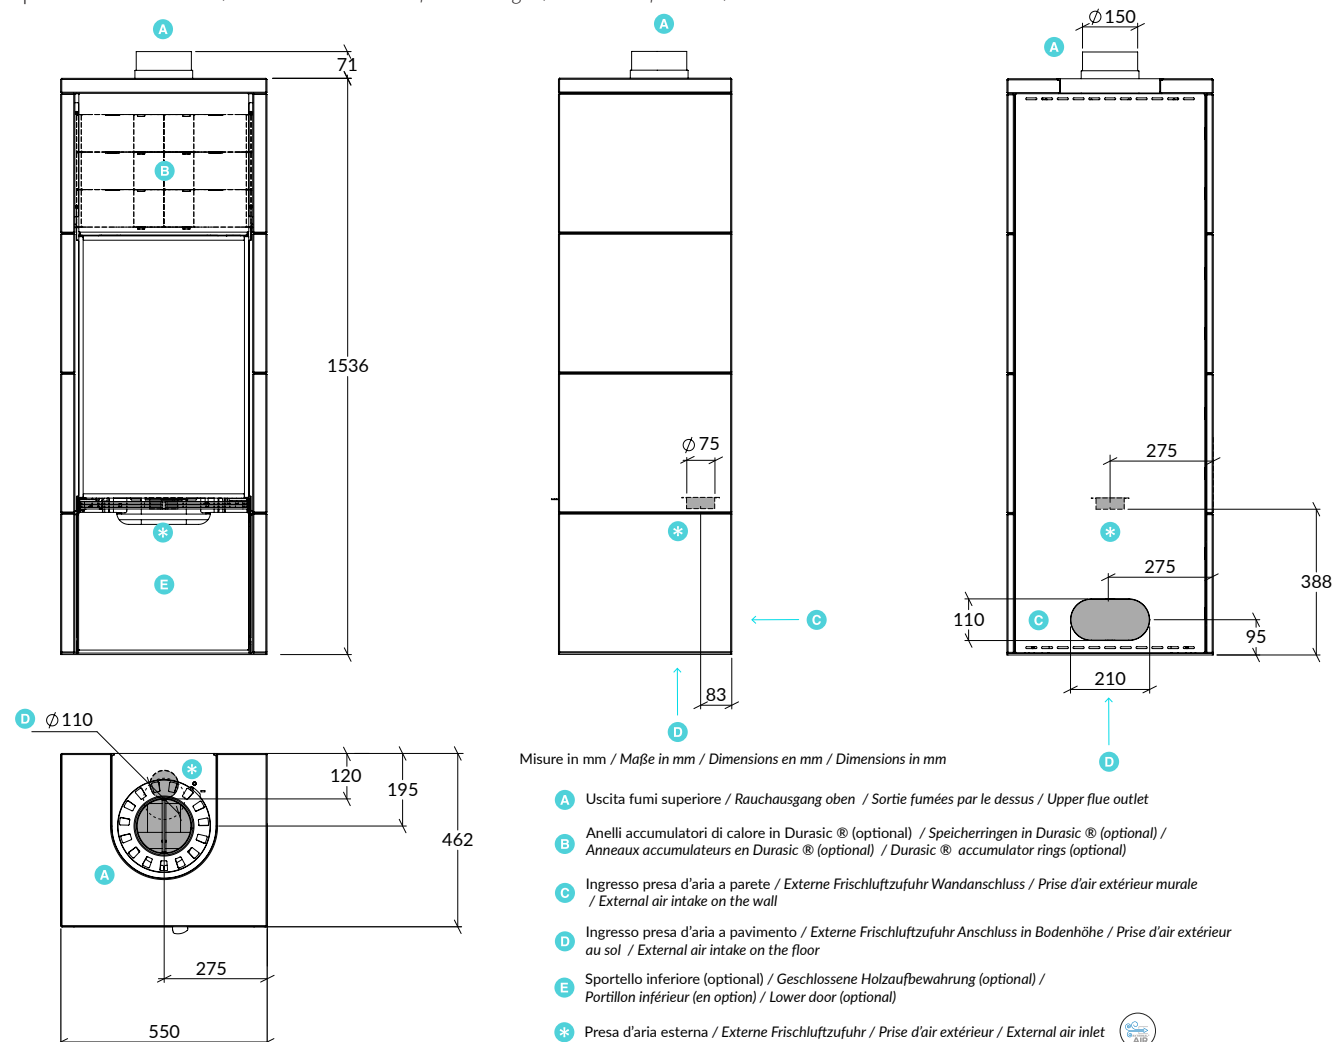 A
A
Ø 150
A
71
B
1536
Ø 75
275
*
*
*
E
275
388
110
C
C
95
210
83
D
D
D Ø 110
*
120
195
462
A
275
550
Misure in mm / Maße in mm / Dimensions en mm / Dimensions in mm
A Uscita fumi superiore / Rauchausgang oben / Sortie fumées par le dessus / Upper flue outlet
B Anelli accumulatori di calore in Durasic ® (optional) / Speicherringen in Durasic ® (optional) /
Anneaux accumulateurs en Durasic ® (optional) / Durasic ® accumulator rings (optional)
C Ingresso presa d'aria a parete / Externe Frischluftzufuhr Wandanschluss / Prise d'air extérieur murale
/ External air intake on the wall
D Ingresso presa d'aria a pavimento / Externe Frischluftzufuhr Anschluss in Bodenhöhe / Prise d'air extérieur
au sol / External air intake on the floor
E Sportello inferiore (optional) / Geschlossene Holzaufbewahrung (optional) /
Portillon inférieur (en option) / Lower door (optional)
* Presa d'aria esterna / Externe Frischluftzufuhr / Prise d'air extérieur / External air inlet
AIR